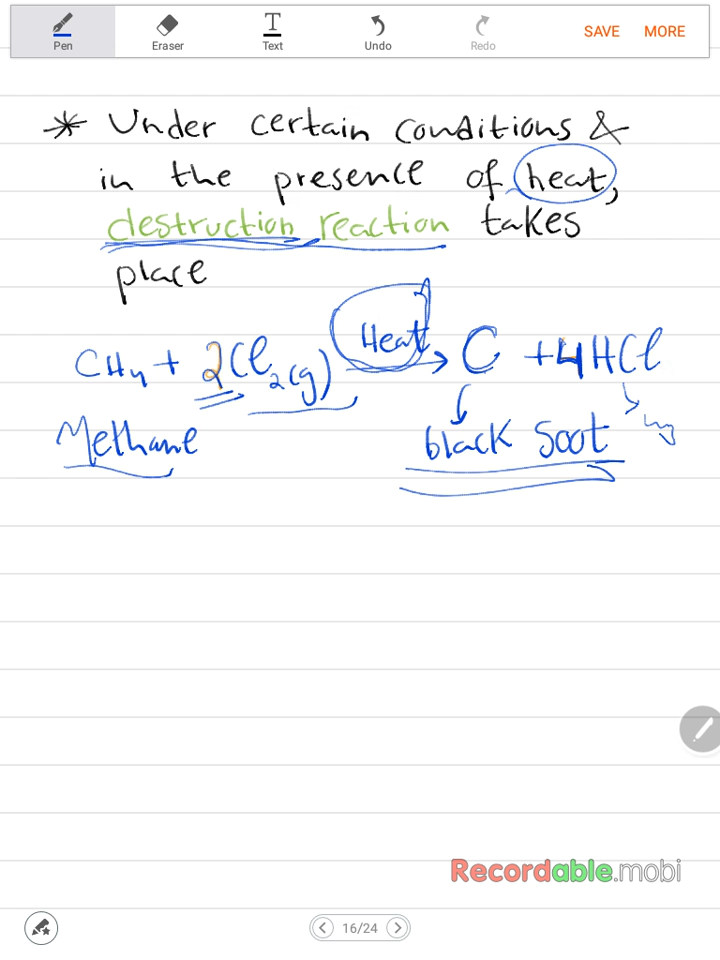 Pen Eraser Text Undo Redo SAVE MORE
* Under certain conditions &
in the presence of heat,
destruction reaction takes
place
CH4 + 2Cl2(g) Heat → C + 4HCl
Methane black soot
Recordable.mobi
16/24